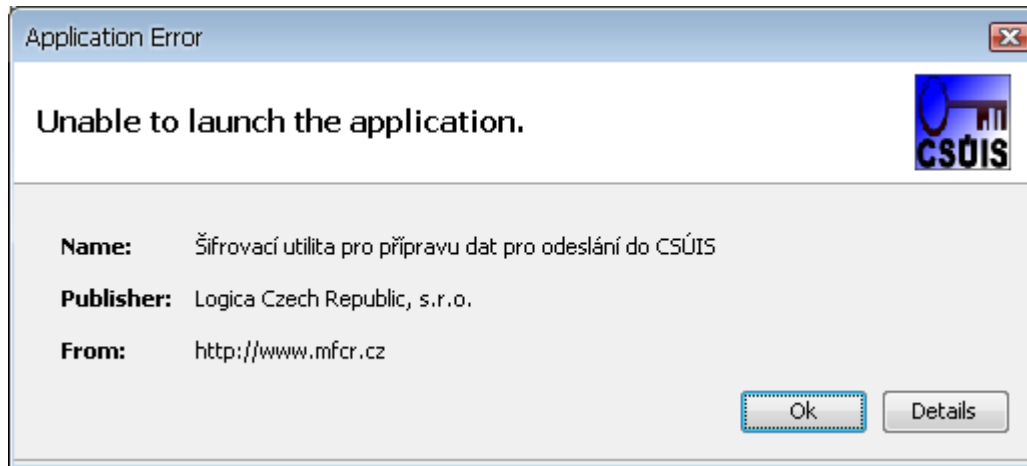 Application Error
Unable to launch the application.
CSÚIS
Name: Šifrovací utilita pro přípravu dat pro odeslání do CSÚIS
Publisher: Logica Czech Republic, s.r.o.
From: http://www.mfcr.cz
Ok Details